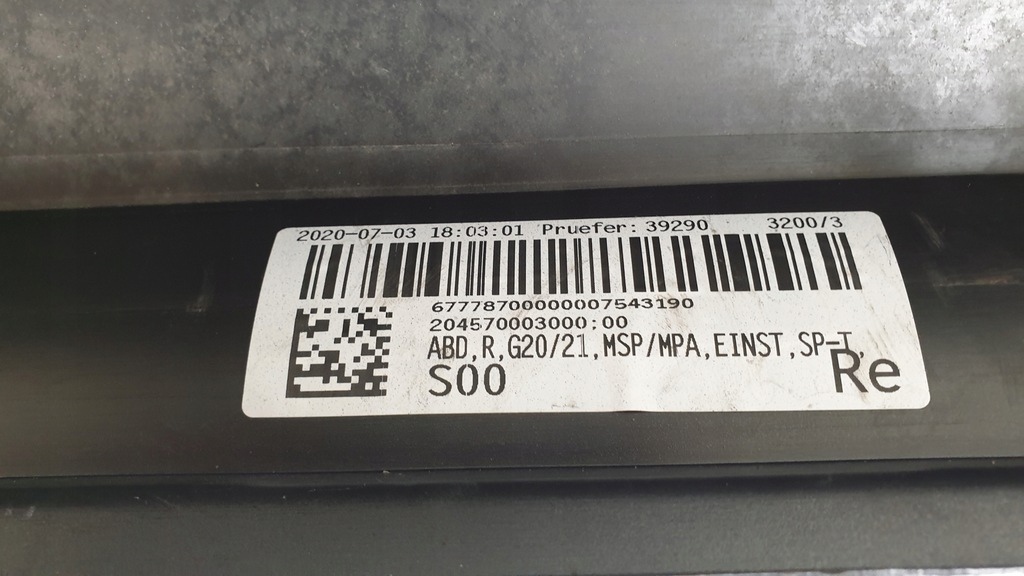 2020-07-03 18:03:01 Pruefer: 39290 3200/3
67778700000007543190
204570003000:00
ABD,R,G20/21,MSP/MPA,EINST,SP-T,
S00 Re